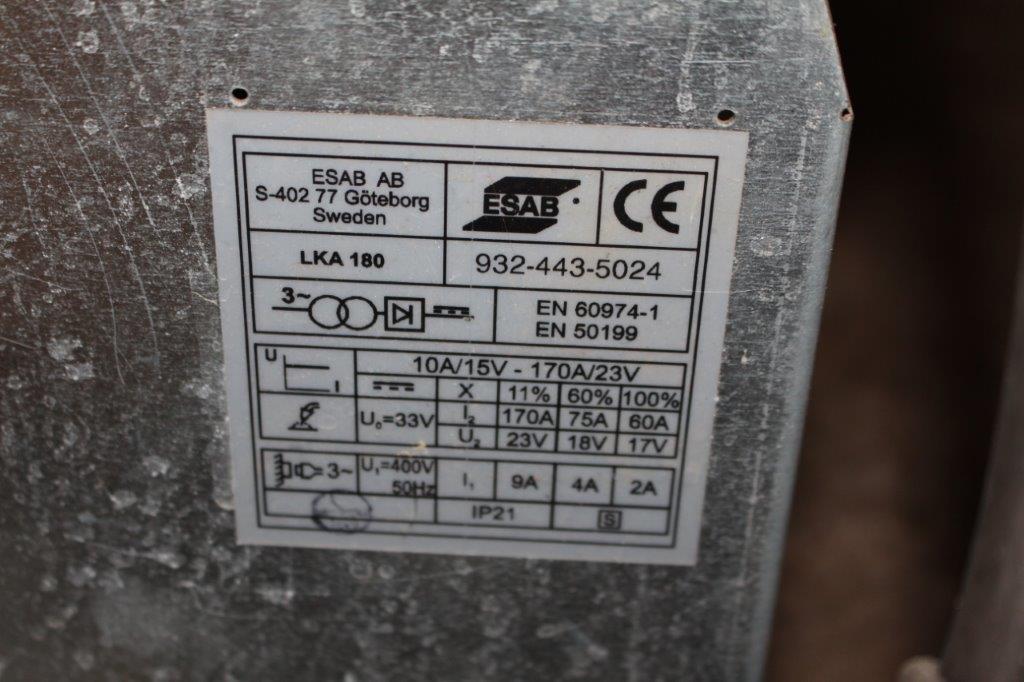 ESAB AB
S-402 77 Göteborg
Sweden
ESAB
CE
LKA 180
932-443-5024
3~
EN 60974-1
EN 50199
U
I
10A/15V - 170A/23V
X 11% 60% 100%
U₀=33V
I₂ 170A 75A 60A
U₂ 23V 18V 17V
3~
U₁=400V
50Hz
I₁ 9A 4A 2A
IP21
S